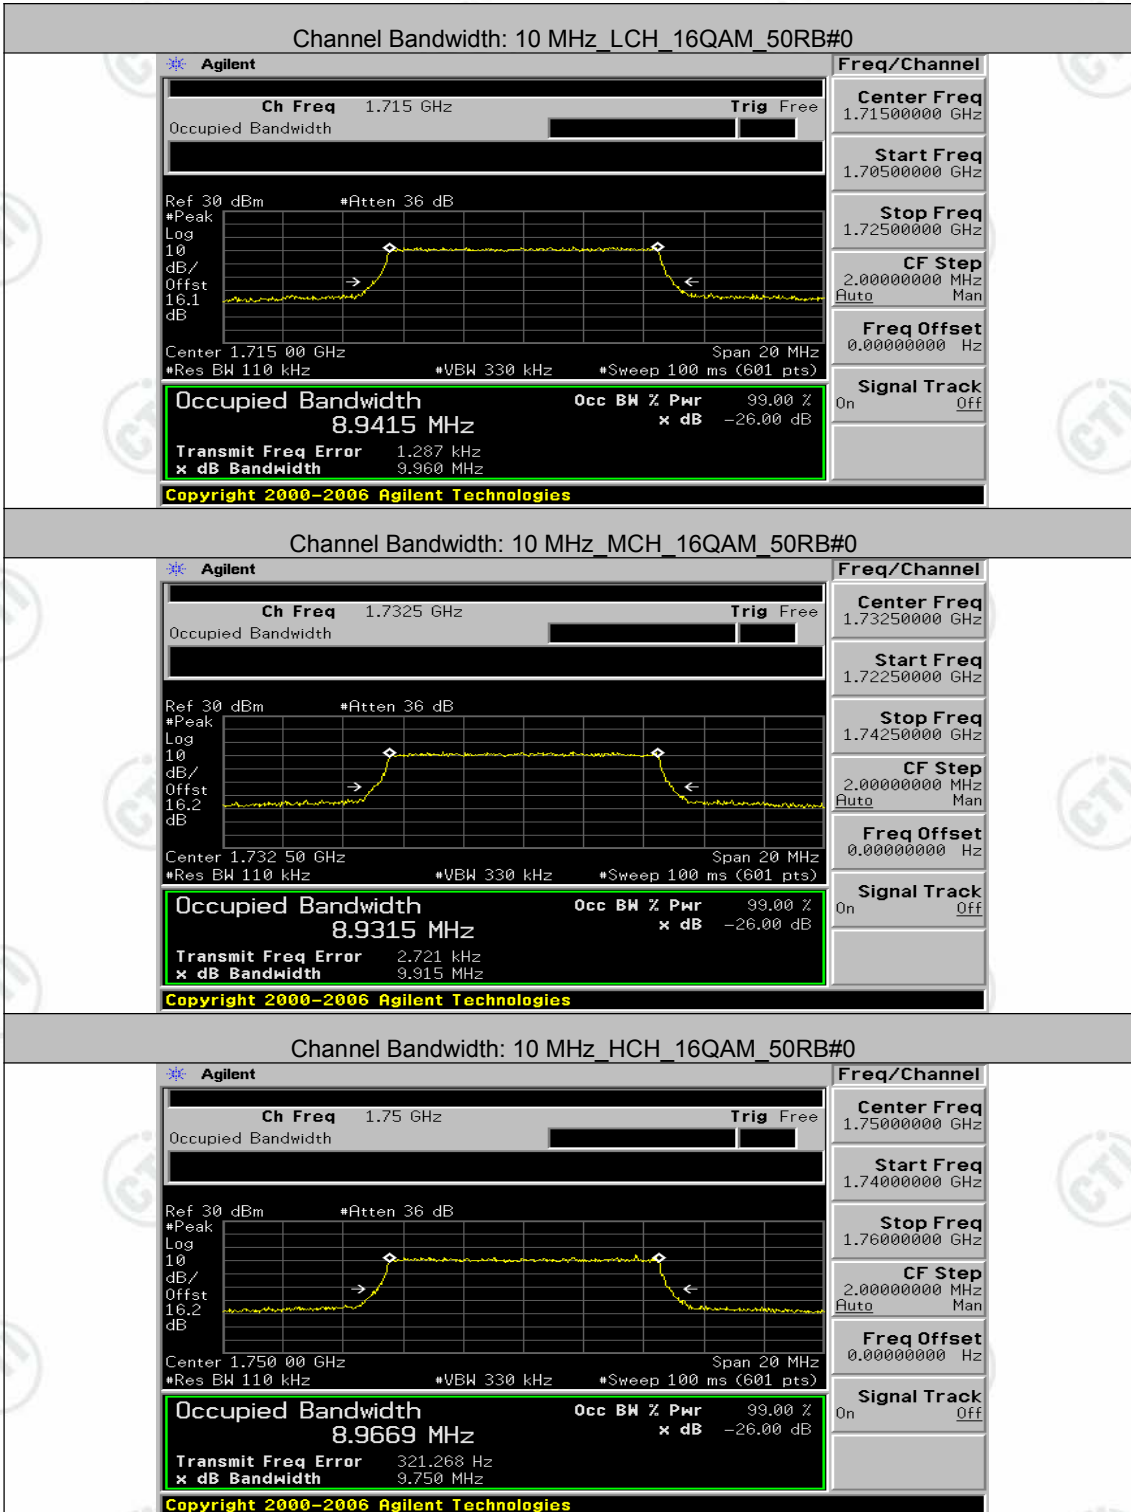 Channel Bandwidth: 10 MHz_LCH_16QAM_50RB#0
Agilent
Freq/Channel
Ch Freq 1.715 GHz Trig Free
Occupied Bandwidth
Center Freq
1.71500000 GHz
Start Freq
1.70500000 GHz
Stop Freq
1.72500000 GHz
CF Step
2.00000000 MHz
Auto Man
Freq Offset
0.00000000 Hz
Signal Track
On Off
Ref 30 dBm #Atten 36 dB
#Peak
Log
10
dB/
Offst
16.1
dB
Center 1.715 00 GHz Span 20 MHz
#Res BW 110 kHz #VBW 330 kHz #Sweep 100 ms (601 pts)
Occupied Bandwidth Occ BW % Pwr 99.00 %
8.9415 MHz x dB -26.00 dB
Transmit Freq Error 1.287 kHz
x dB Bandwidth 9.960 MHz
Copyright 2000-2006 Agilent Technologies
Channel Bandwidth: 10 MHz_MCH_16QAM_50RB#0
Agilent
Freq/Channel
Ch Freq 1.7325 GHz Trig Free
Occupied Bandwidth
Center Freq
1.73250000 GHz
Start Freq
1.72250000 GHz
Stop Freq
1.74250000 GHz
CF Step
2.00000000 MHz
Auto Man
Freq Offset
0.00000000 Hz
Signal Track
On Off
Ref 30 dBm #Atten 36 dB
#Peak
Log
10
dB/
Offst
16.2
dB
Center 1.732 50 GHz Span 20 MHz
#Res BW 110 kHz #VBW 330 kHz #Sweep 100 ms (601 pts)
Occupied Bandwidth Occ BW % Pwr 99.00 %
8.9315 MHz x dB -26.00 dB
Transmit Freq Error 2.721 kHz
x dB Bandwidth 9.915 MHz
Copyright 2000-2006 Agilent Technologies
Channel Bandwidth: 10 MHz_HCH_16QAM_50RB#0
Agilent
Freq/Channel
Ch Freq 1.75 GHz Trig Free
Occupied Bandwidth
Center Freq
1.75000000 GHz
Start Freq
1.74000000 GHz
Stop Freq
1.76000000 GHz
CF Step
2.00000000 MHz
Auto Man
Freq Offset
0.00000000 Hz
Signal Track
On Off
Ref 30 dBm #Atten 36 dB
#Peak
Log
10
dB/
Offst
16.2
dB
Center 1.750 00 GHz Span 20 MHz
#Res BW 110 kHz #VBW 330 kHz #Sweep 100 ms (601 pts)
Occupied Bandwidth Occ BW % Pwr 99.00 %
8.9669 MHz x dB -26.00 dB
Transmit Freq Error 321.268 Hz
x dB Bandwidth 9.750 MHz
Copyright 2000-2006 Agilent Technologies
CTI
CTI
CTI
CTI
CTI
CTI